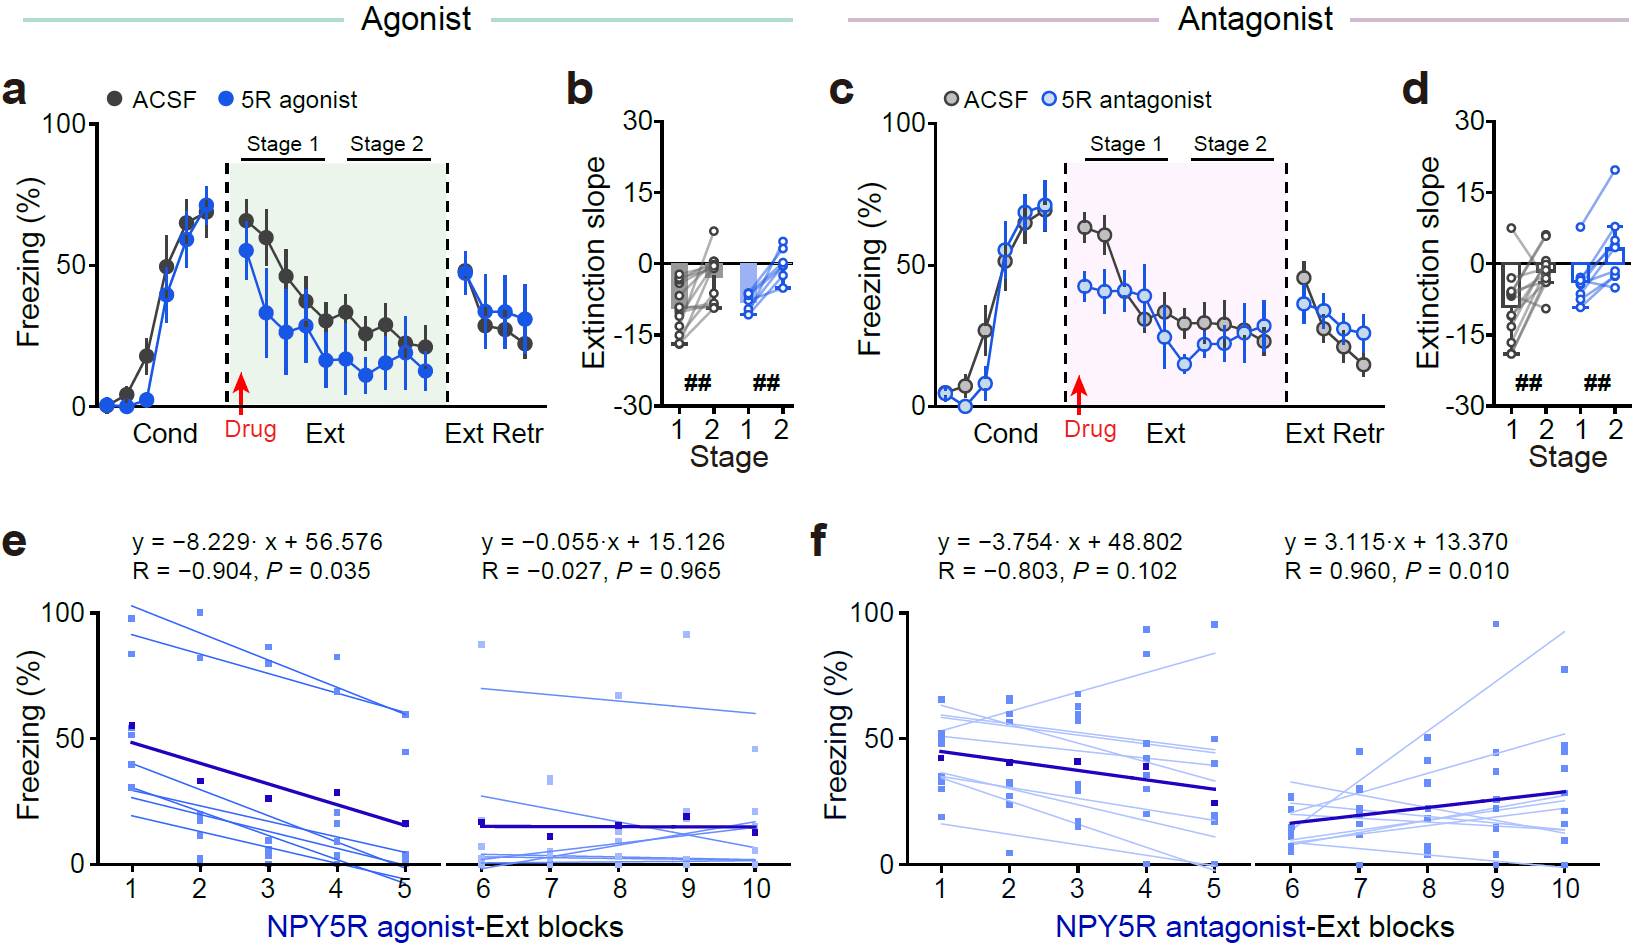 Agonist
Antagonist
a
ACSF
5R agonist
100
50
0
Freezing (%)
Stage 1
Stage 2
Cond
Drug
Ext
Ext Retr
b
30
15
0
-15
-30
Extinction slope
##
##
1 2 1 2
Stage
c
ACSF
5R antagonist
100
50
0
Freezing (%)
Stage 1
Stage 2
Cond
Drug
Ext
Ext Retr
d
30
15
0
-15
-30
Extinction slope
##
##
1 2 1 2
Stage
e
y = −8.229· x + 56.576
R = −0.904, P = 0.035
y = −0.055·x + 15.126
R = −0.027, P = 0.965
100
50
0
Freezing (%)
1 2 3 4 5 6 7 8 9 10
NPY5R agonist-Ext blocks
f
y = −3.754· x + 48.802
R = −0.803, P = 0.102
y = 3.115·x + 13.370
R = 0.960, P = 0.010
100
50
0
Freezing (%)
1 2 3 4 5 6 7 8 9 10
NPY5R antagonist-Ext blocks